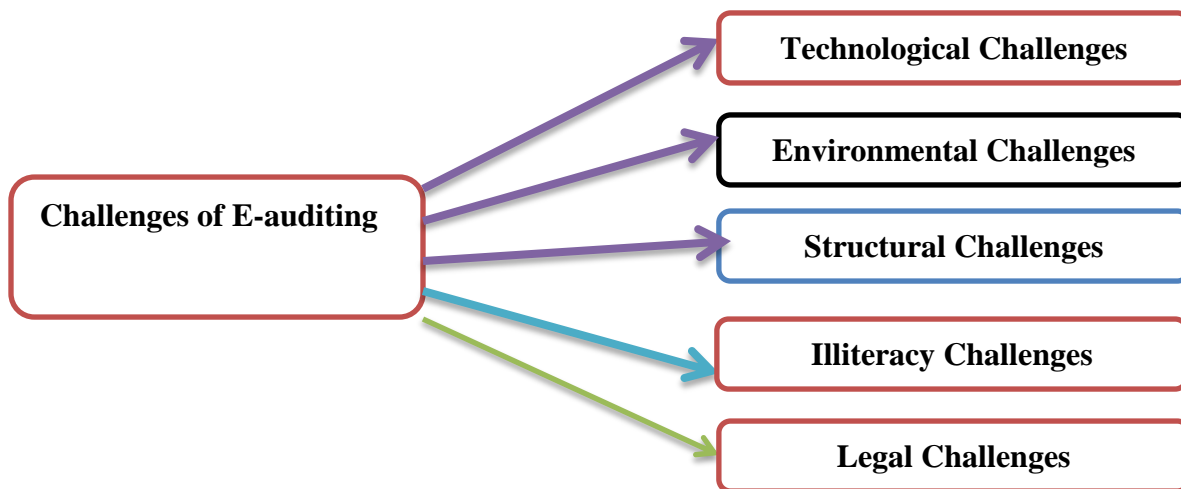 Technological Challenges
Environmental Challenges
Challenges of E-auditing
Structural Challenges
Illiteracy Challenges
Legal Challenges